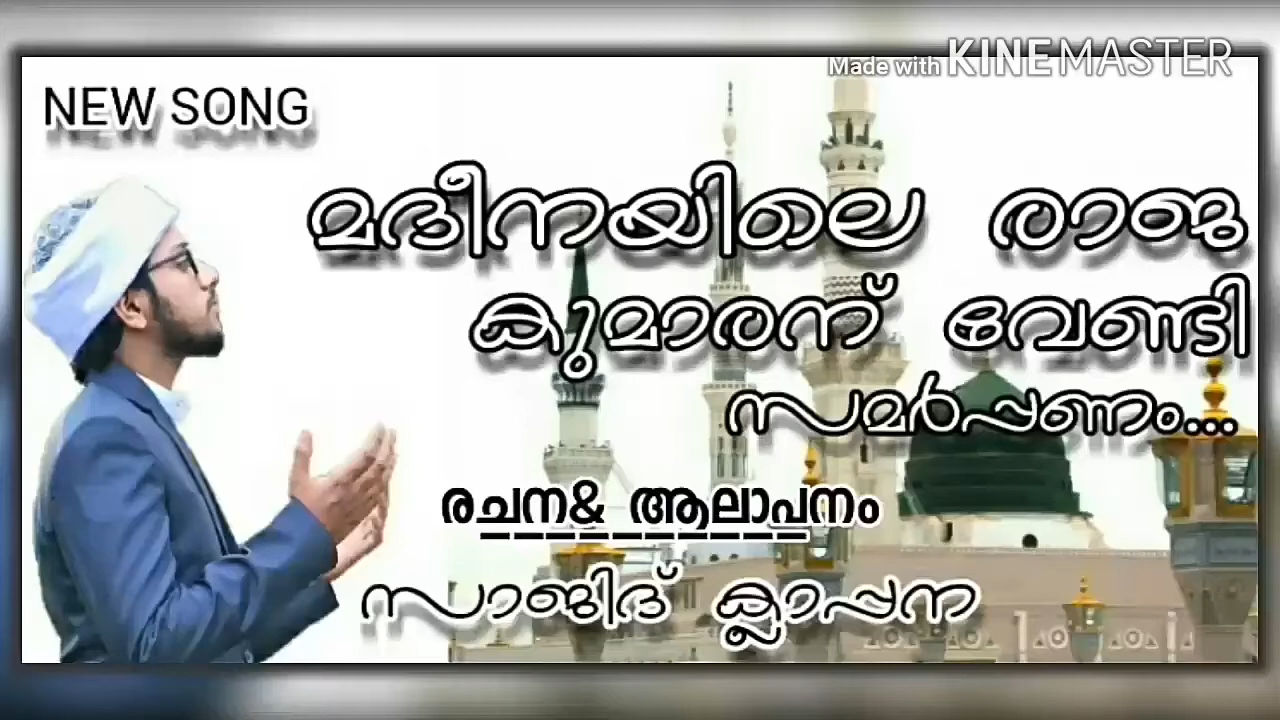 Made with KINEMASTER
NEW SONG
മദീനയിലെ രാജ
കുമാരന് വേണ്ടി
സമർപ്പണം...
രചന& ആലാപനം
സാജിദ് ക്ലാപ്പന